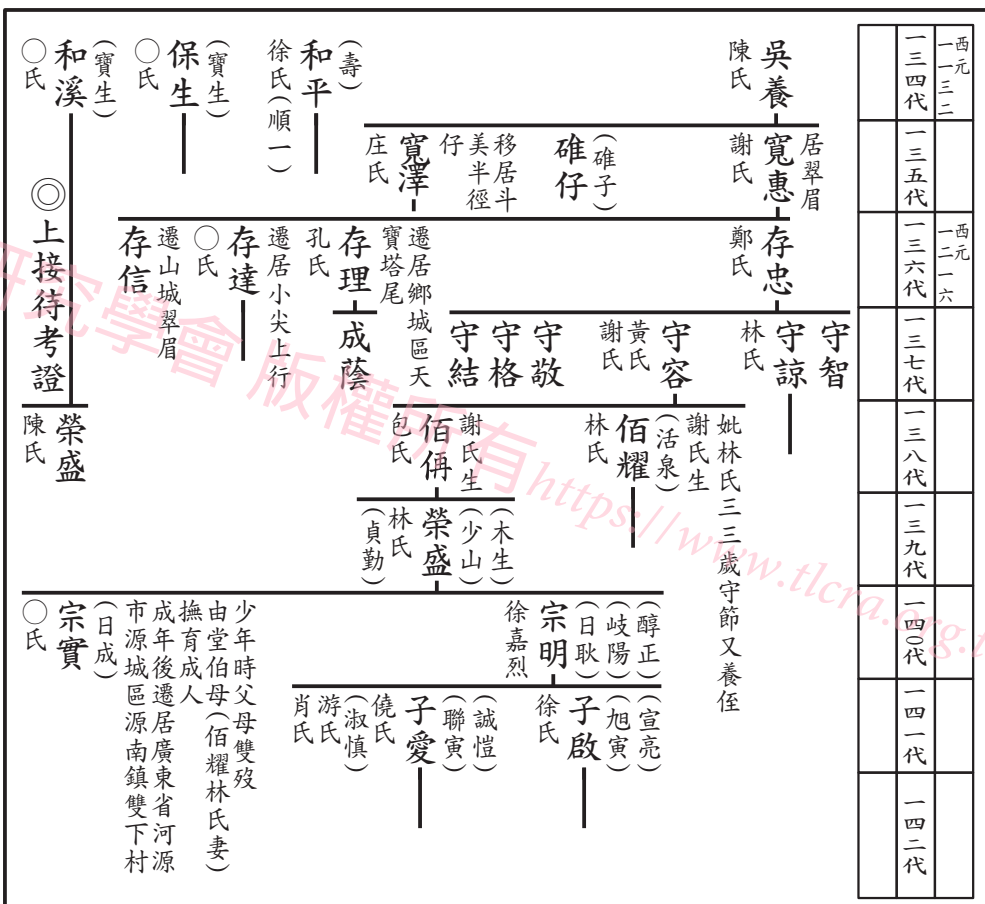 西元一一三二
一三四代
一三五代
西元一二一六
一三六代
一三七代
一三八代
一三九代
一四〇代
一四一代
一四二代
吳養
陳氏
(壽)
和平
徐氏(順一)
(寶生)
保生
○氏
(寶生)
和溪
○氏
居翠眉
寬惠
謝氏
(碓子)
碓仔
移居斗
美半徑
仔
寬澤
庄氏
存忠
鄭氏
遷居鄉城區天
寶塔尾
存理
孔氏
遷居小尖上行
存達
○氏
遷山城翠眉
存信
◎上接待考證
守智
守諒
林氏
守容
黃氏
謝氏
守敬
守格
守結
成蔭
妣林氏三三歲守節又養侄
謝氏生
(活泉)
佰耀
林氏
謝氏生
佰侢
包氏
榮盛
陳氏
(木生)
(少山)
榮盛
林氏
(貞勤)
(醇正)
(岐陽)
(日耿)
宗明
徐嘉烈
少年時父母雙歿
由堂伯母(佰耀林氏妻)
撫育成人
成年後遷居廣東省河源
市源城區源南鎮雙下村
(日成)
宗實
○氏
(宣亮)
(旭寅)
子啟
徐氏
(誠愷)
(聯寅)
子愛
僥氏
(淑慎)
游氏
肖氏
研究學會 版權所有https://www.tlcra.org.t